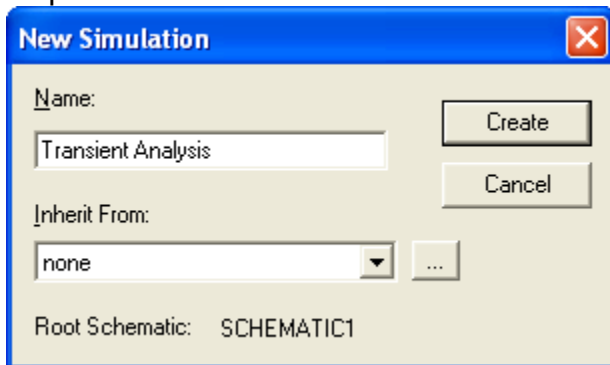 New Simulation
Name:
Create
Transient Analysis
Cancel
Inherit From:
none
...
Root Schematic: SCHEMATIC1